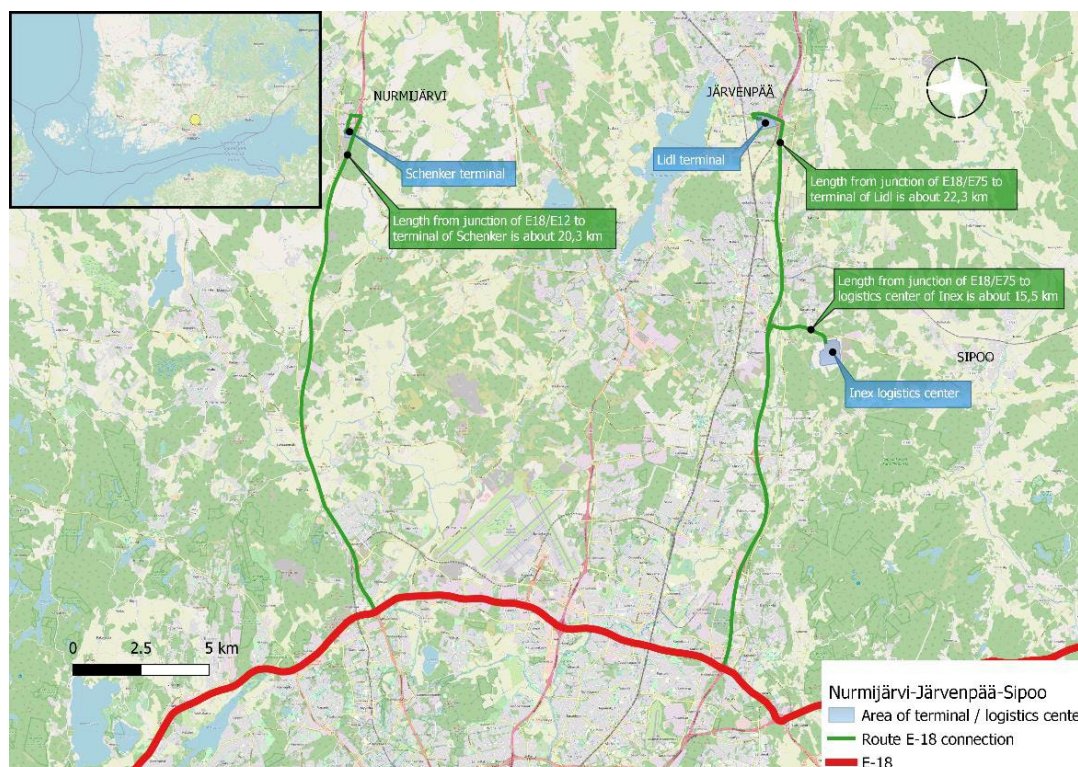 NURMIJÄRVI
JÄRVENPÄÄ
Schenker terminal
Lidl terminal
Length from junction of E18/E12 to
terminal of Schenker is about 20,3 km
Length from junction of E18/E75 to
terminal of Lidl is about 22,3 km
Length from junction of E18/E75 to
logistics center of Inex is about 15,5 km
SIPOO
Inex logistics center
0 2.5 5 km
Nurmijärvi-Järvenpää-Sipoo
Area of terminal / logistics cente
Route E-18 connection
E-18